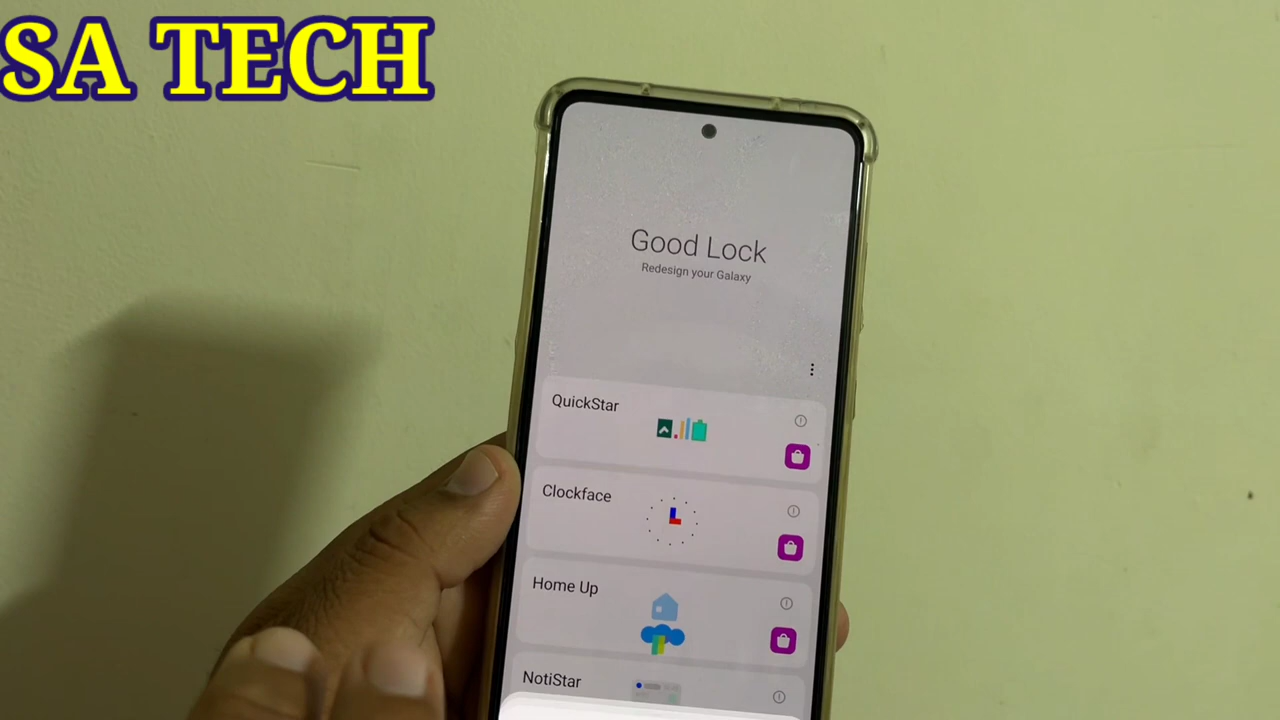 SA TECH
Good Lock
Redesign your Galaxy
QuickStar
Clockface
Home Up
NotiStar